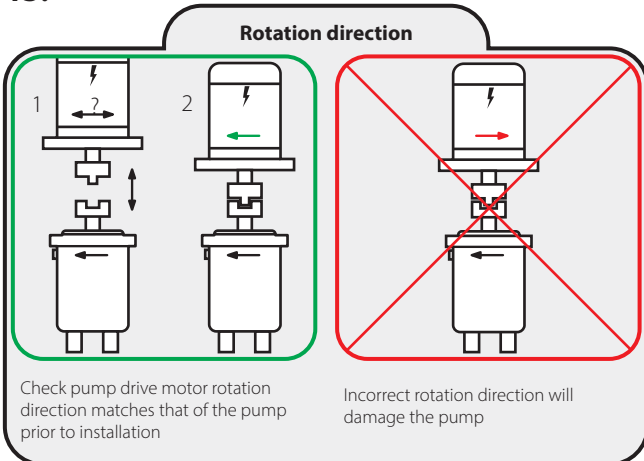 Rotation direction
1
?
2
Check pump drive motor rotation
direction matches that of the pump
prior to installation
Incorrect rotation direction will
damage the pump